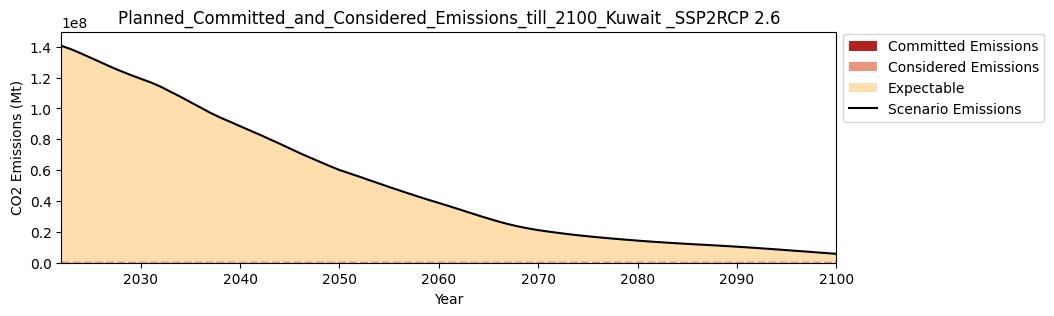 Planned_Committed_and_Considered_Emissions_till_2100_Kuwait _SSP2RCP 2.6
1e8
1.4
1.2
1.0
0.8
0.6
0.4
0.2
0.0
CO2 Emissions (Mt)
2030 2040 2050 2060 2070 2080 2090 2100
Year
Committed Emissions
Considered Emissions
Expectable
Scenario Emissions